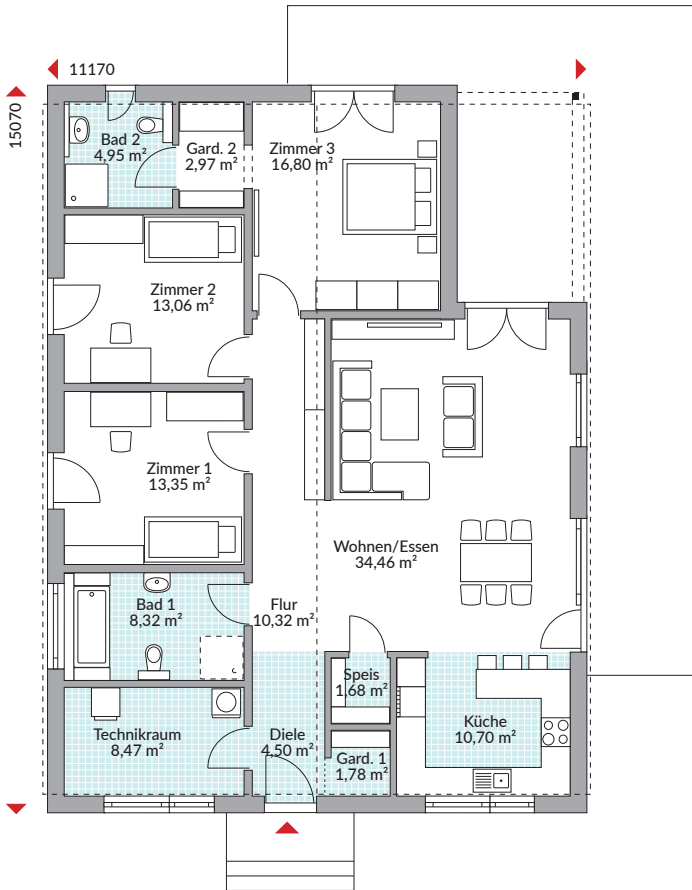 11170
15070
Bad 2
4,95 m²
Gard. 2
2,97 m²
Zimmer 3
16,80 m²
Zimmer 2
13,06 m²
Zimmer 1
13,35 m²
Wohnen/Essen
34,46 m²
Bad 1
8,32 m²
Flur
10,32 m²
Speis
1,68 m²
Technikraum
8,47 m²
Diele
4,50 m²
Gard. 1
1,78 m²
Küche
10,70 m²